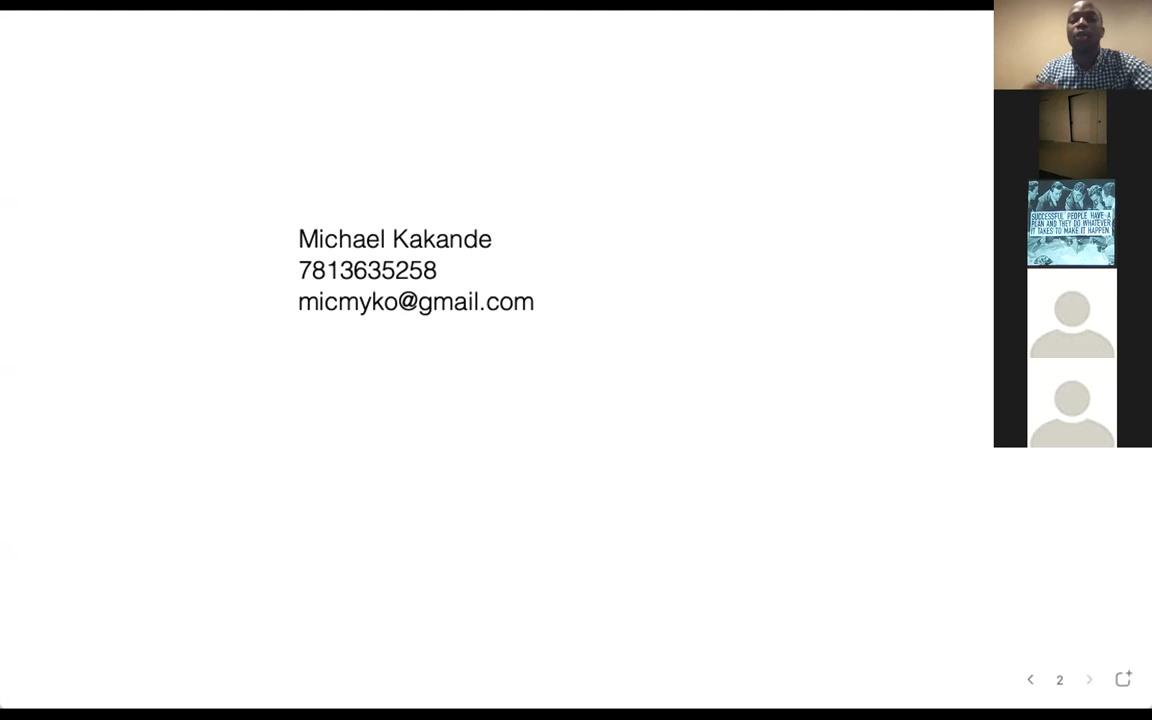 Michael Kakande
7813635258
micmyko@gmail.com
SUCCESSFUL PEOPLE HAVE A
PLAN AND THEY DO WHATEVER
IT TAKES TO MAKE IT HAPPEN.
2